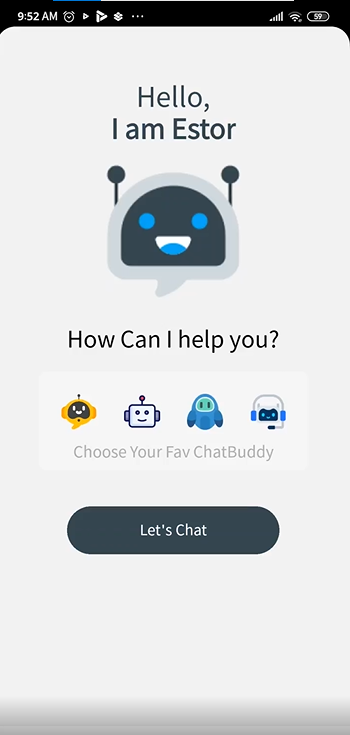 9:52 AM ... 59
Hello,
I am Estor
How Can I help you?
Choose Your Fav ChatBuddy
Let's Chat